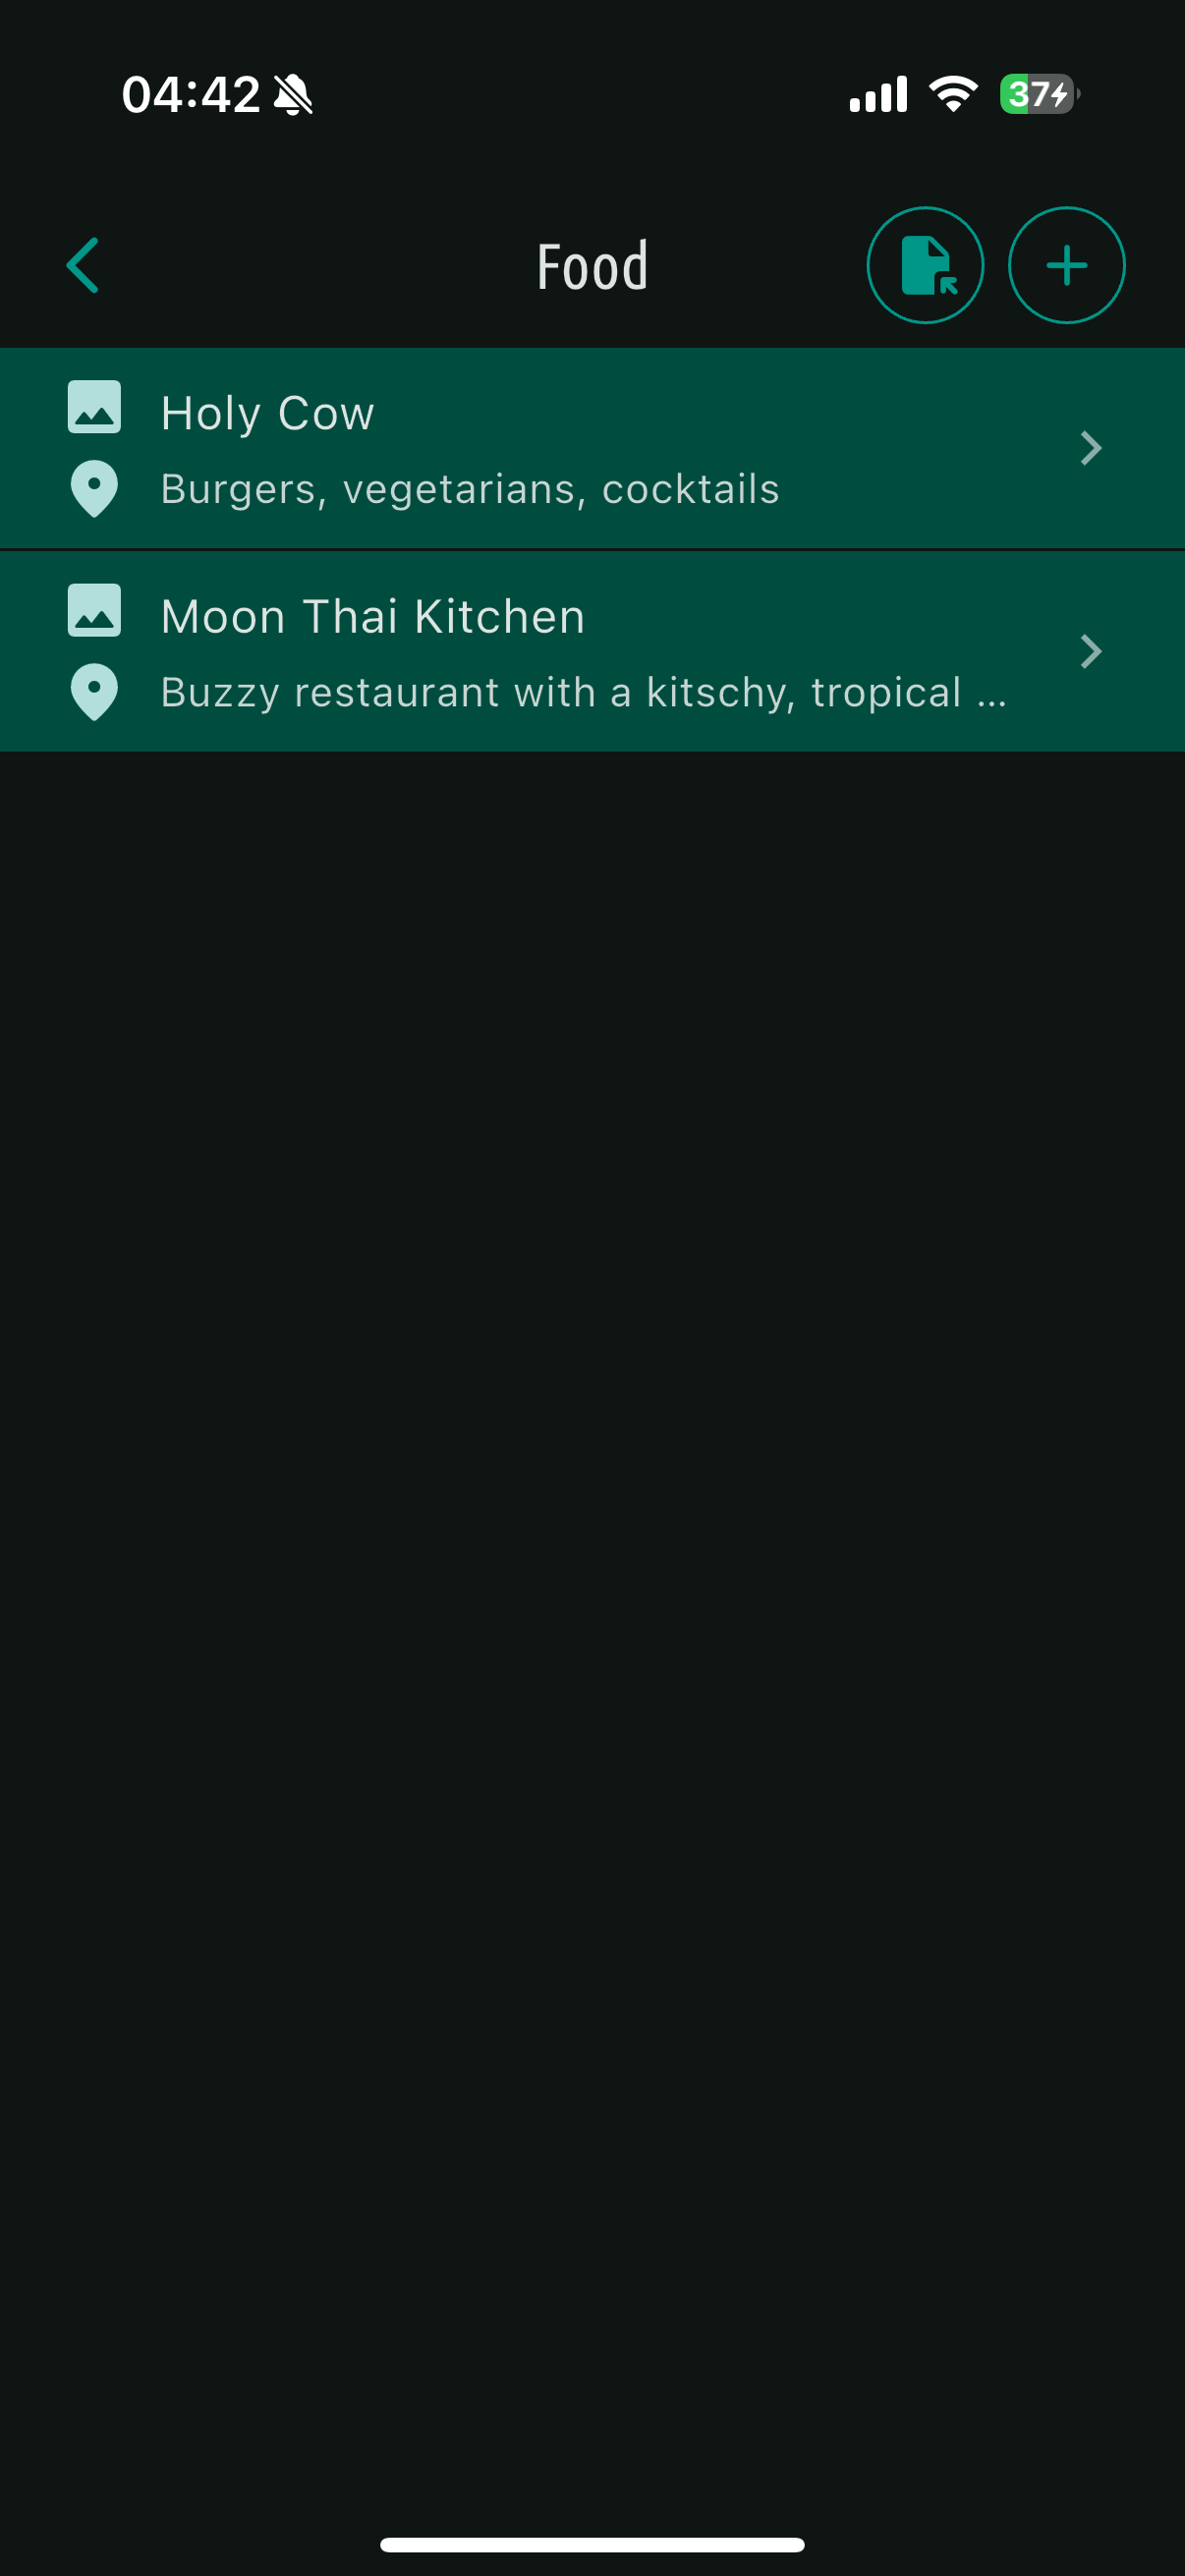 04:42
37
Food
Holy Cow
Burgers, vegetarians, cocktails
Moon Thai Kitchen
Buzzy restaurant with a kitschy, tropical ...